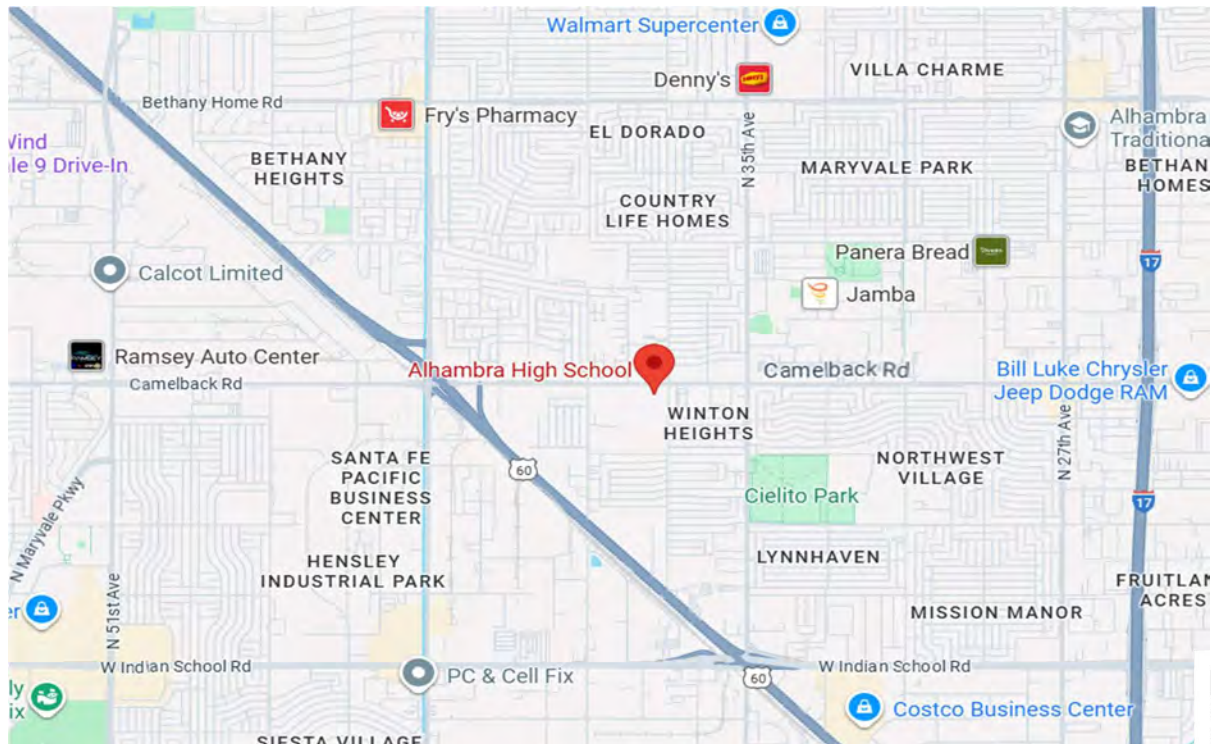 Walmart Supercenter
Denny's
VILLA CHARME
Bethany Home Rd
Fry's Pharmacy
N 35th Ave
Alhambra
Traditiona
EL DORADO
Wind
le 9 Drive-In
BETHANY
HEIGHTS
MARYVALE PARK
BETHAN
HOMES
COUNTRY
LIFE HOMES
Panera Bread
17
Calcot Limited
Jamba
Ramsey Auto Center
Camelback Rd
Alhambra High School
Camelback Rd
Bill Luke Chrysler
Jeep Dodge RAM
WINTON
HEIGHTS
N 27th Ave
60
SANTA FE
PACIFIC
BUSINESS
CENTER
NORTHWEST
VILLAGE
Cielito Park
17
N Maryvale Pkwy
HENSLEY
INDUSTRIAL PARK
LYNNHAVEN
FRUITLAN
ACRES
N 51st Ave
er
MISSION MANOR
W Indian School Rd
PC & Cell Fix
W Indian School Rd
60
ly
ix
Costco Business Center
SIESTA VILLAGE